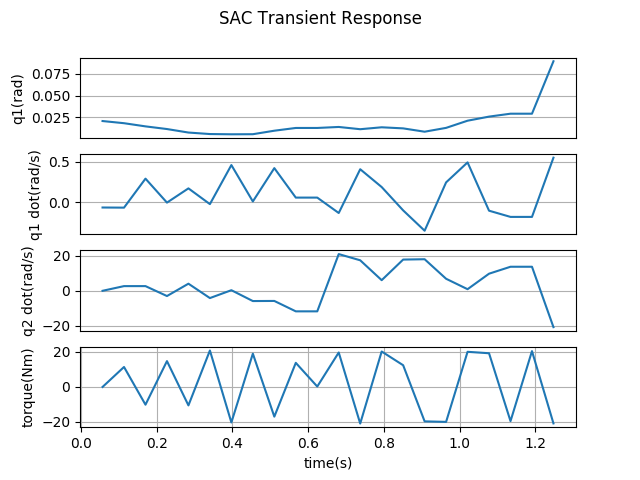 SAC Transient Response
q1(rad)
0.075
0.050
0.025
q1 dot(rad/s)
0.5
0.0
q2 dot(rad/s)
20
0
−20
torque(Nm)
20
0
−20
0.0 0.2 0.4 0.6 0.8 1.0 1.2
time(s)